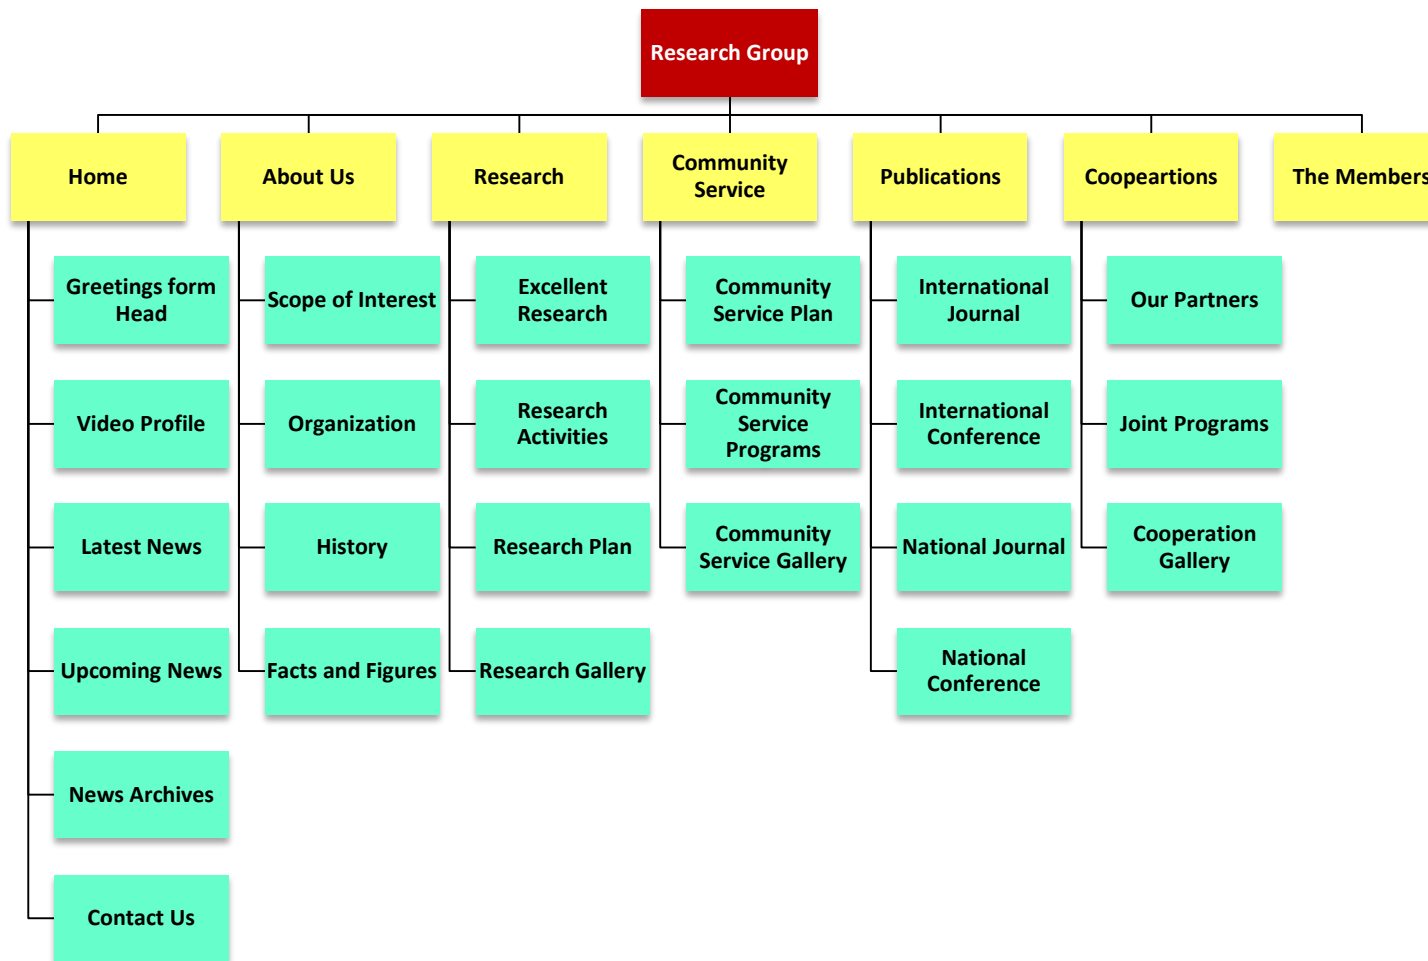 Research Group
Home
About Us
Research
Community
Service
Publications
Coopeartions
The Members
Greetings form
Head
Scope of Interest
Excellent
Research
Community
Service Plan
International
Journal
Our Partners
Video Profile
Organization
Research
Activities
Community
Service
Programs
International
Conference
Joint Programs
Latest News
History
Research Plan
Community
Service Gallery
National Journal
Cooperation
Gallery
Upcoming News
Facts and Figures
Research Gallery
National
Conference
News Archives
Contact Us